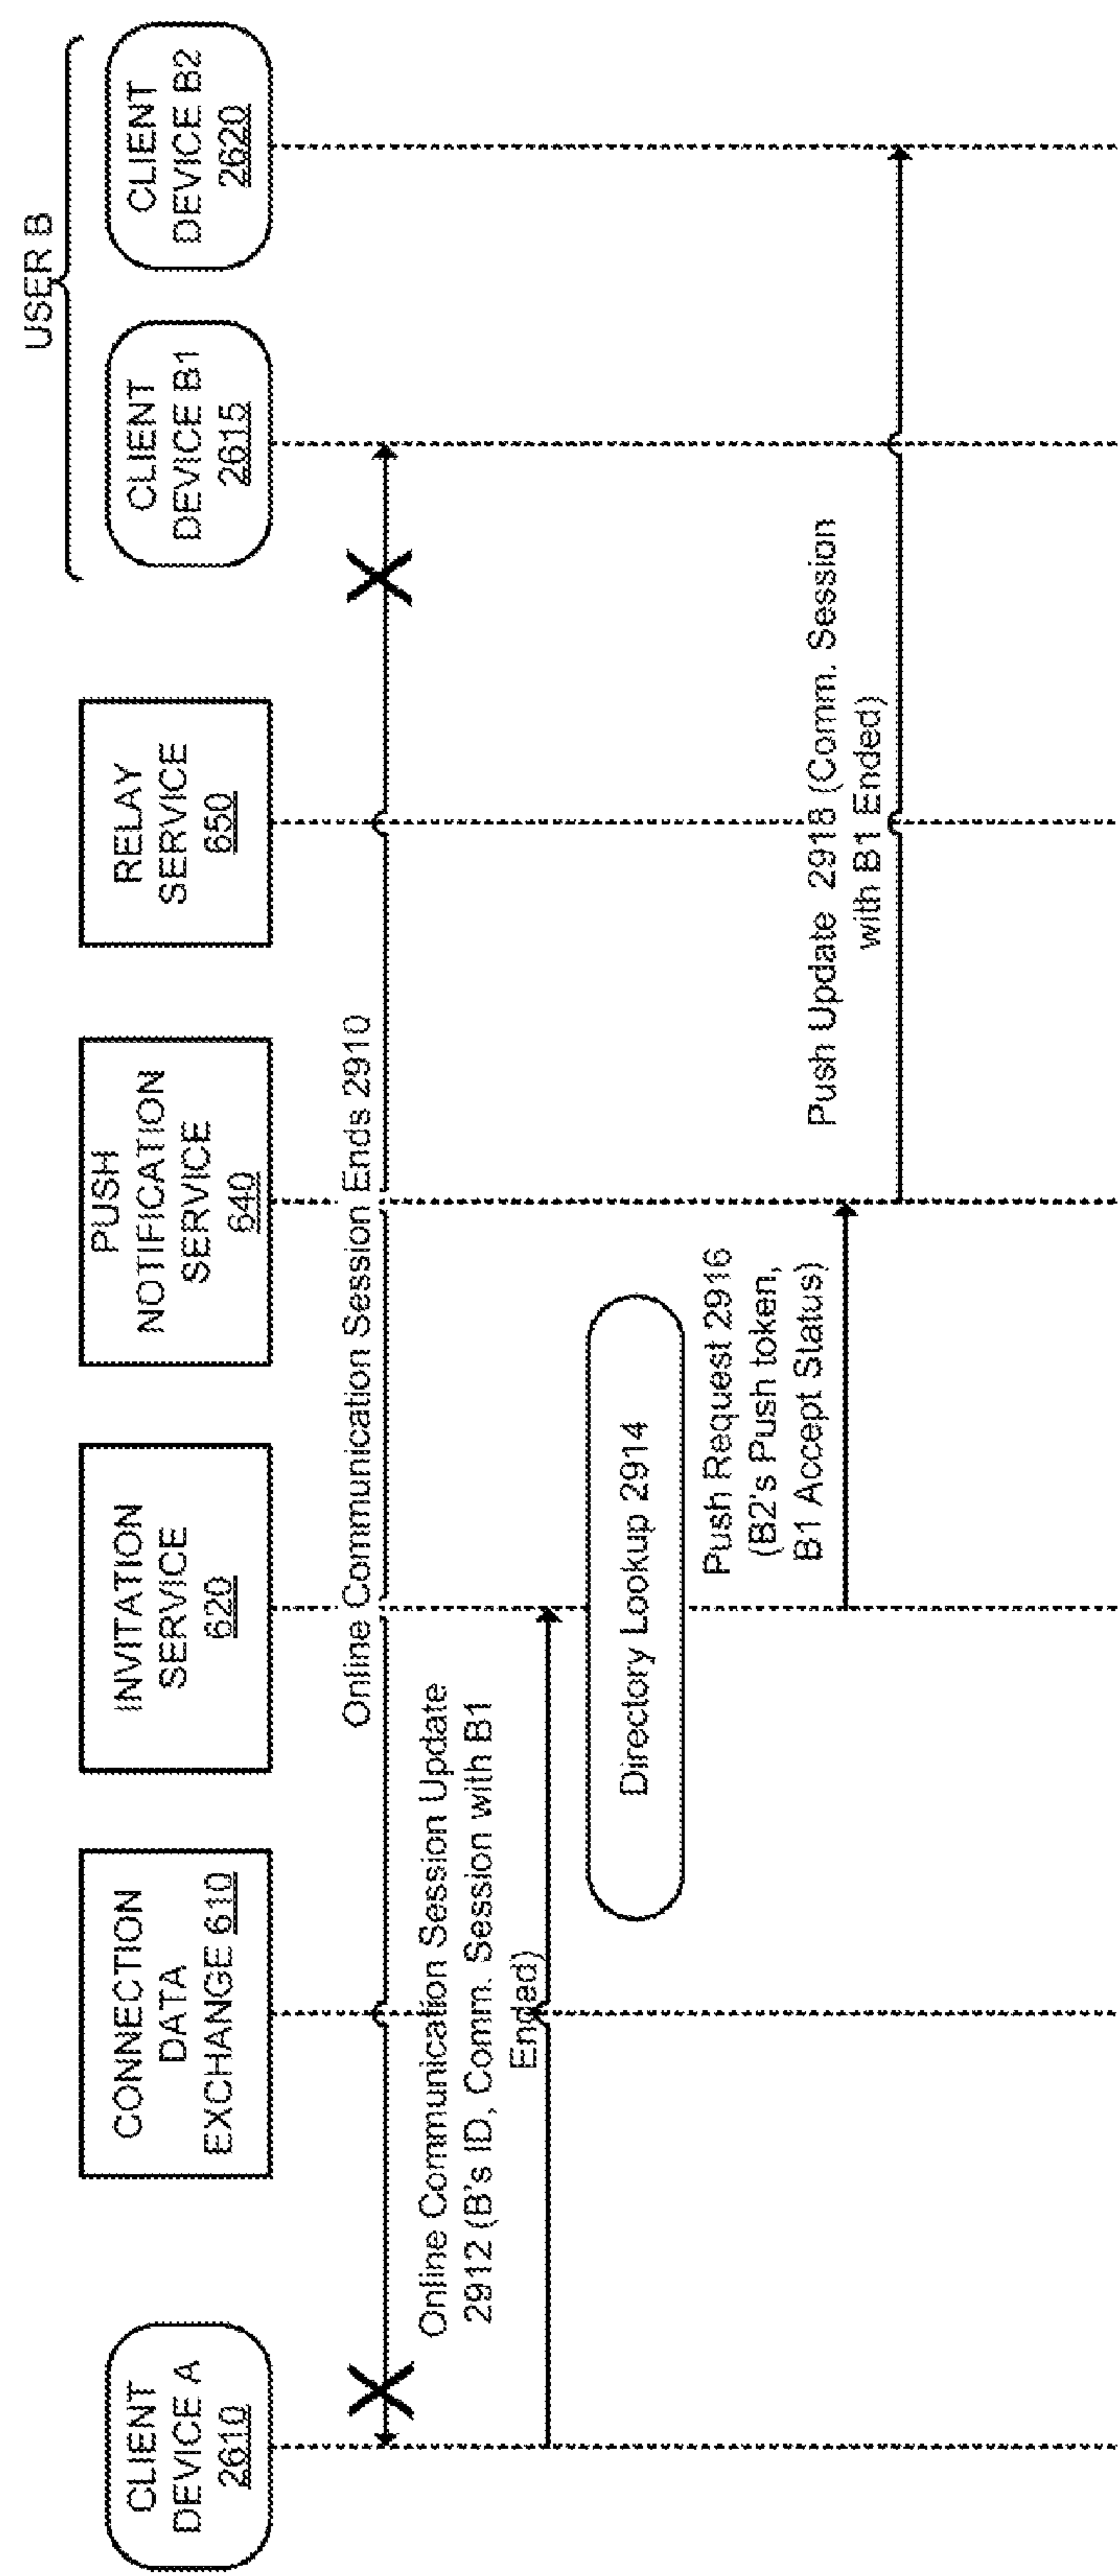 USER B
CLIENT
DEVICE A
2610
CONNECTION
DATA
EXCHANGE 610
INVITATION
SERVICE
620
PUSH
NOTIFICATION
SERVICE
640
RELAY
SERVICE
650
CLIENT
DEVICE B1
2615
CLIENT
DEVICE B2
2620
Online Communication Session Ends 2910
Online Communication Session Update
2912 (B's ID, Comm. Session with B1
Ended)
Directory Lookup 2914
Push Request 2916
(B2's Push token,
B1 Accept Status)
Push Update 2918 (Comm. Session
with B1 Ended)